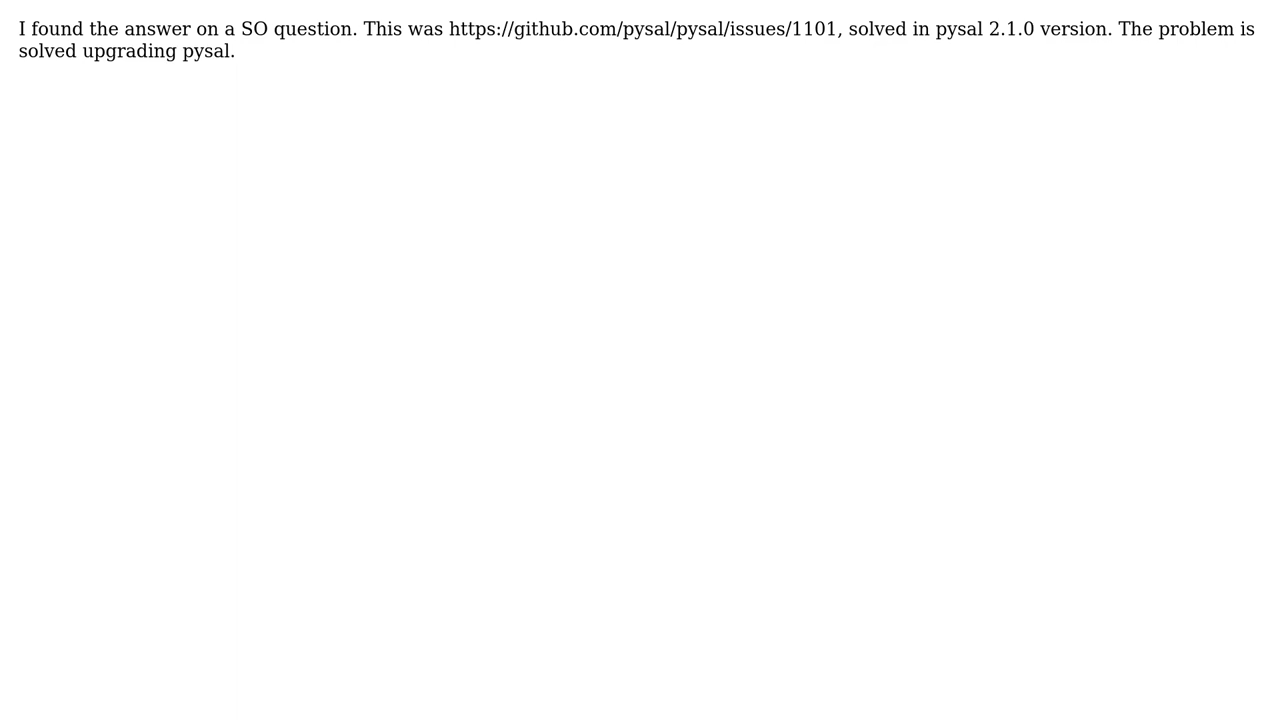 I found the answer on a SO question. This was https://github.com/pysal/pysal/issues/1101, solved in pysal 2.1.0 version. The problem is
solved upgrading pysal.